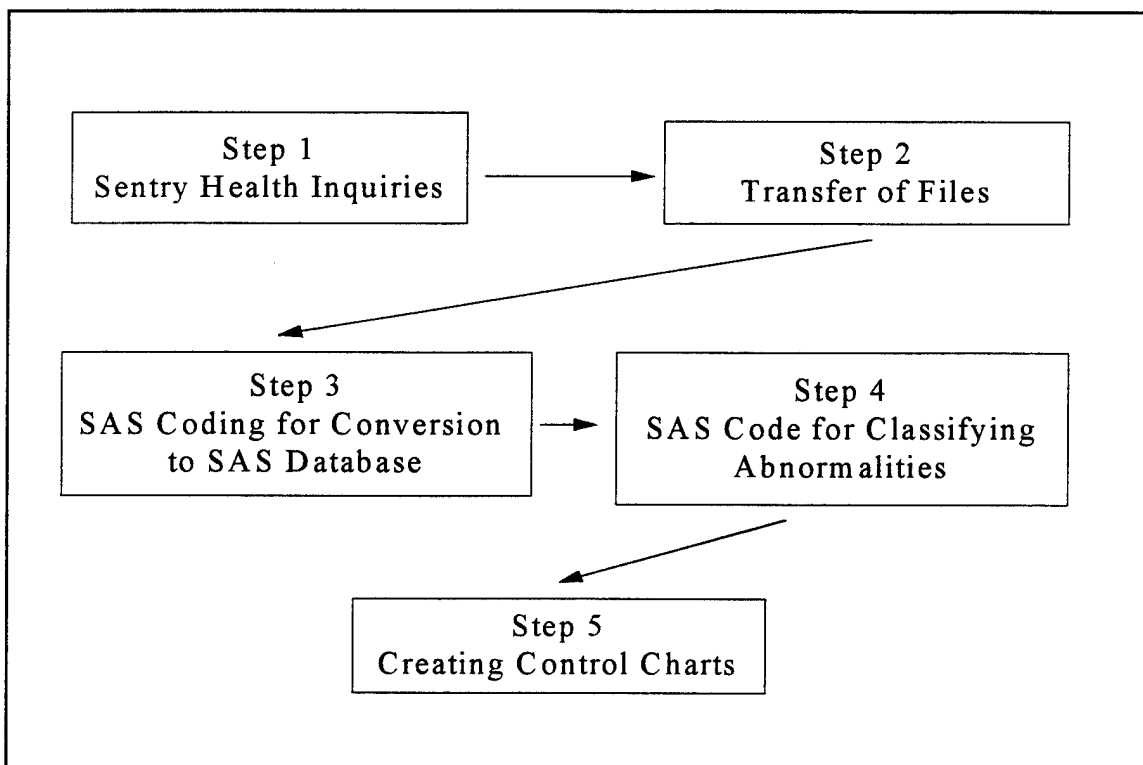 Step 1
Sentry Health Inquiries
Step 2
Transfer of Files
Step 3
SAS Coding for Conversion
to SAS Database
Step 4
SAS Code for Classifying
Abnormalities
Step 5
Creating Control Charts